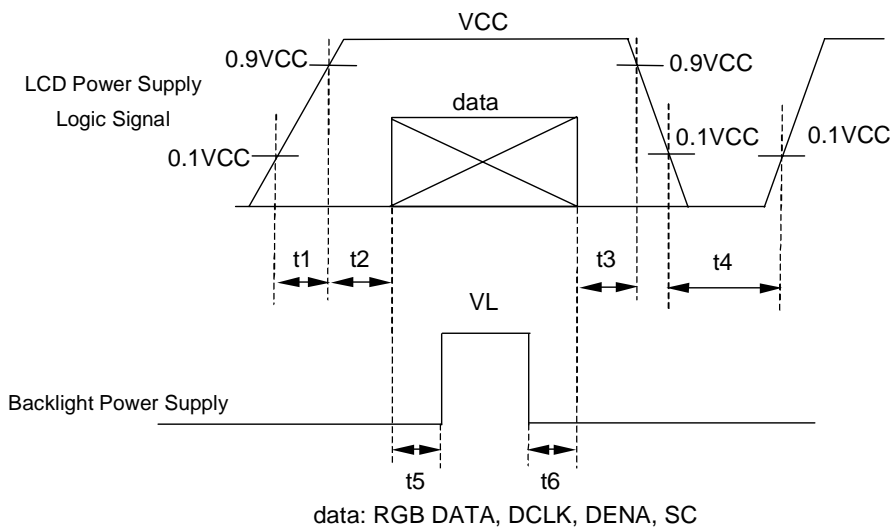 VCC
0.9VCC
0.9VCC
LCD Power Supply
Logic Signal
data
0.1VCC
0.1VCC
0.1VCC
t1
t2
t3
t4
VL
Backlight Power Supply
t5
t6
data: RGB DATA, DCLK, DENA, SC